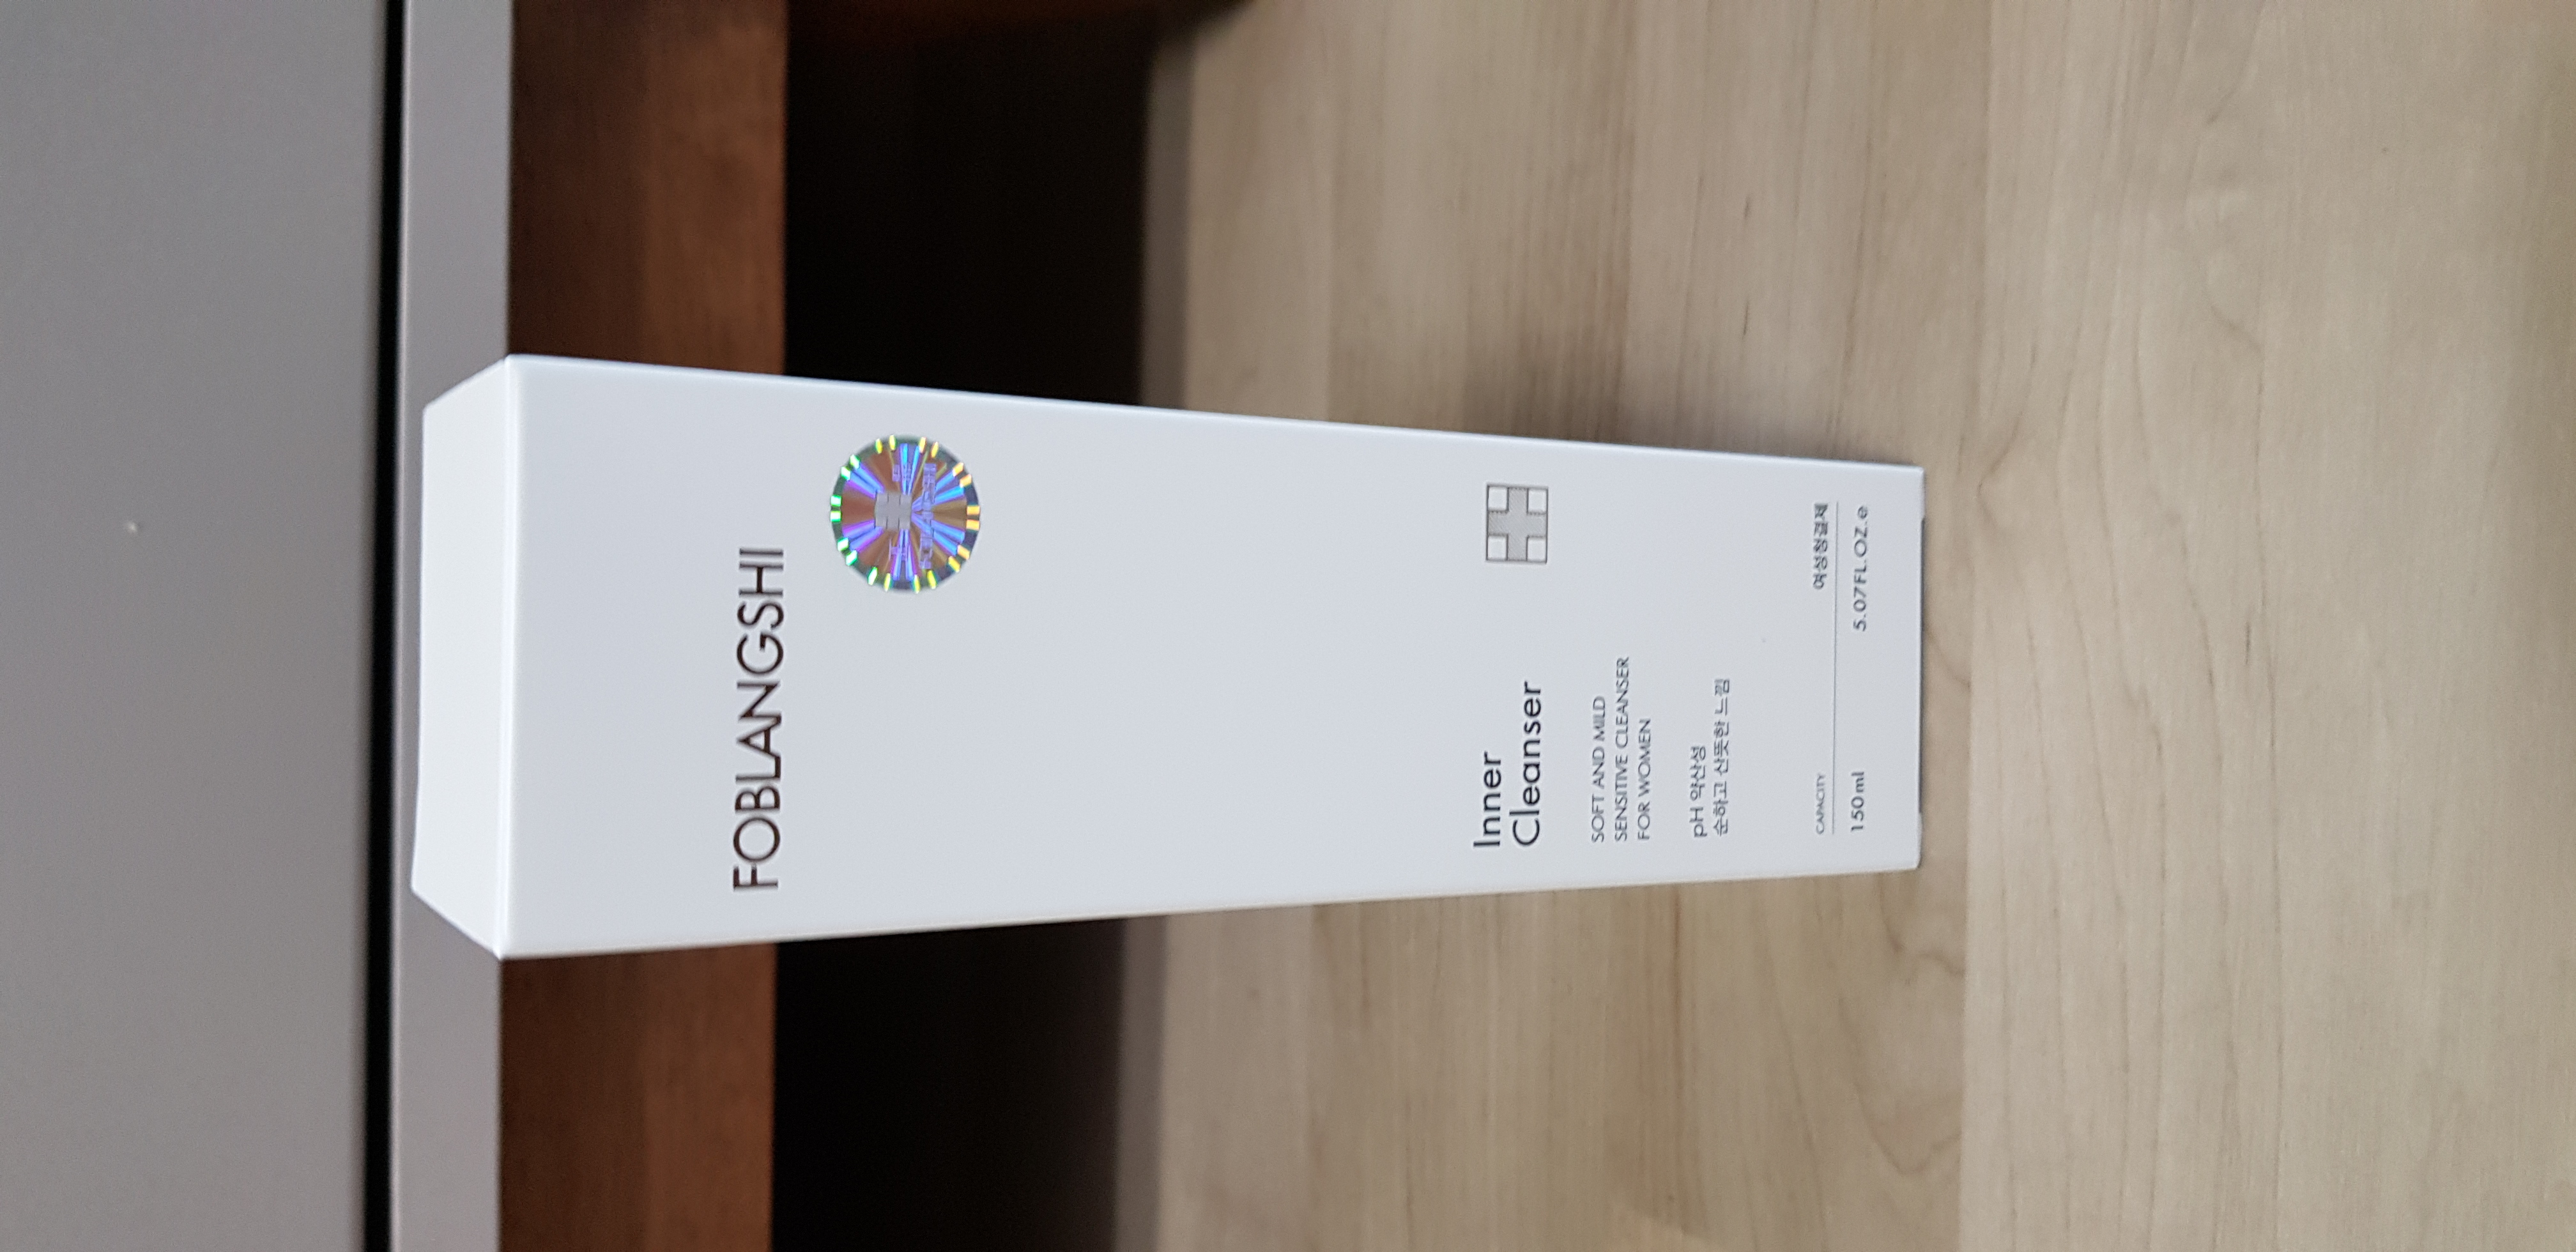 FOBLANGSHI
Inner
Cleanser
SOFT AND MILD
SENSITIVE CLEANSER
FOR WOMEN
pH 약산성
순하고 산뜻한 느낌
CAPACITY 여성청결제
150ml 5.07FL.OZ.e